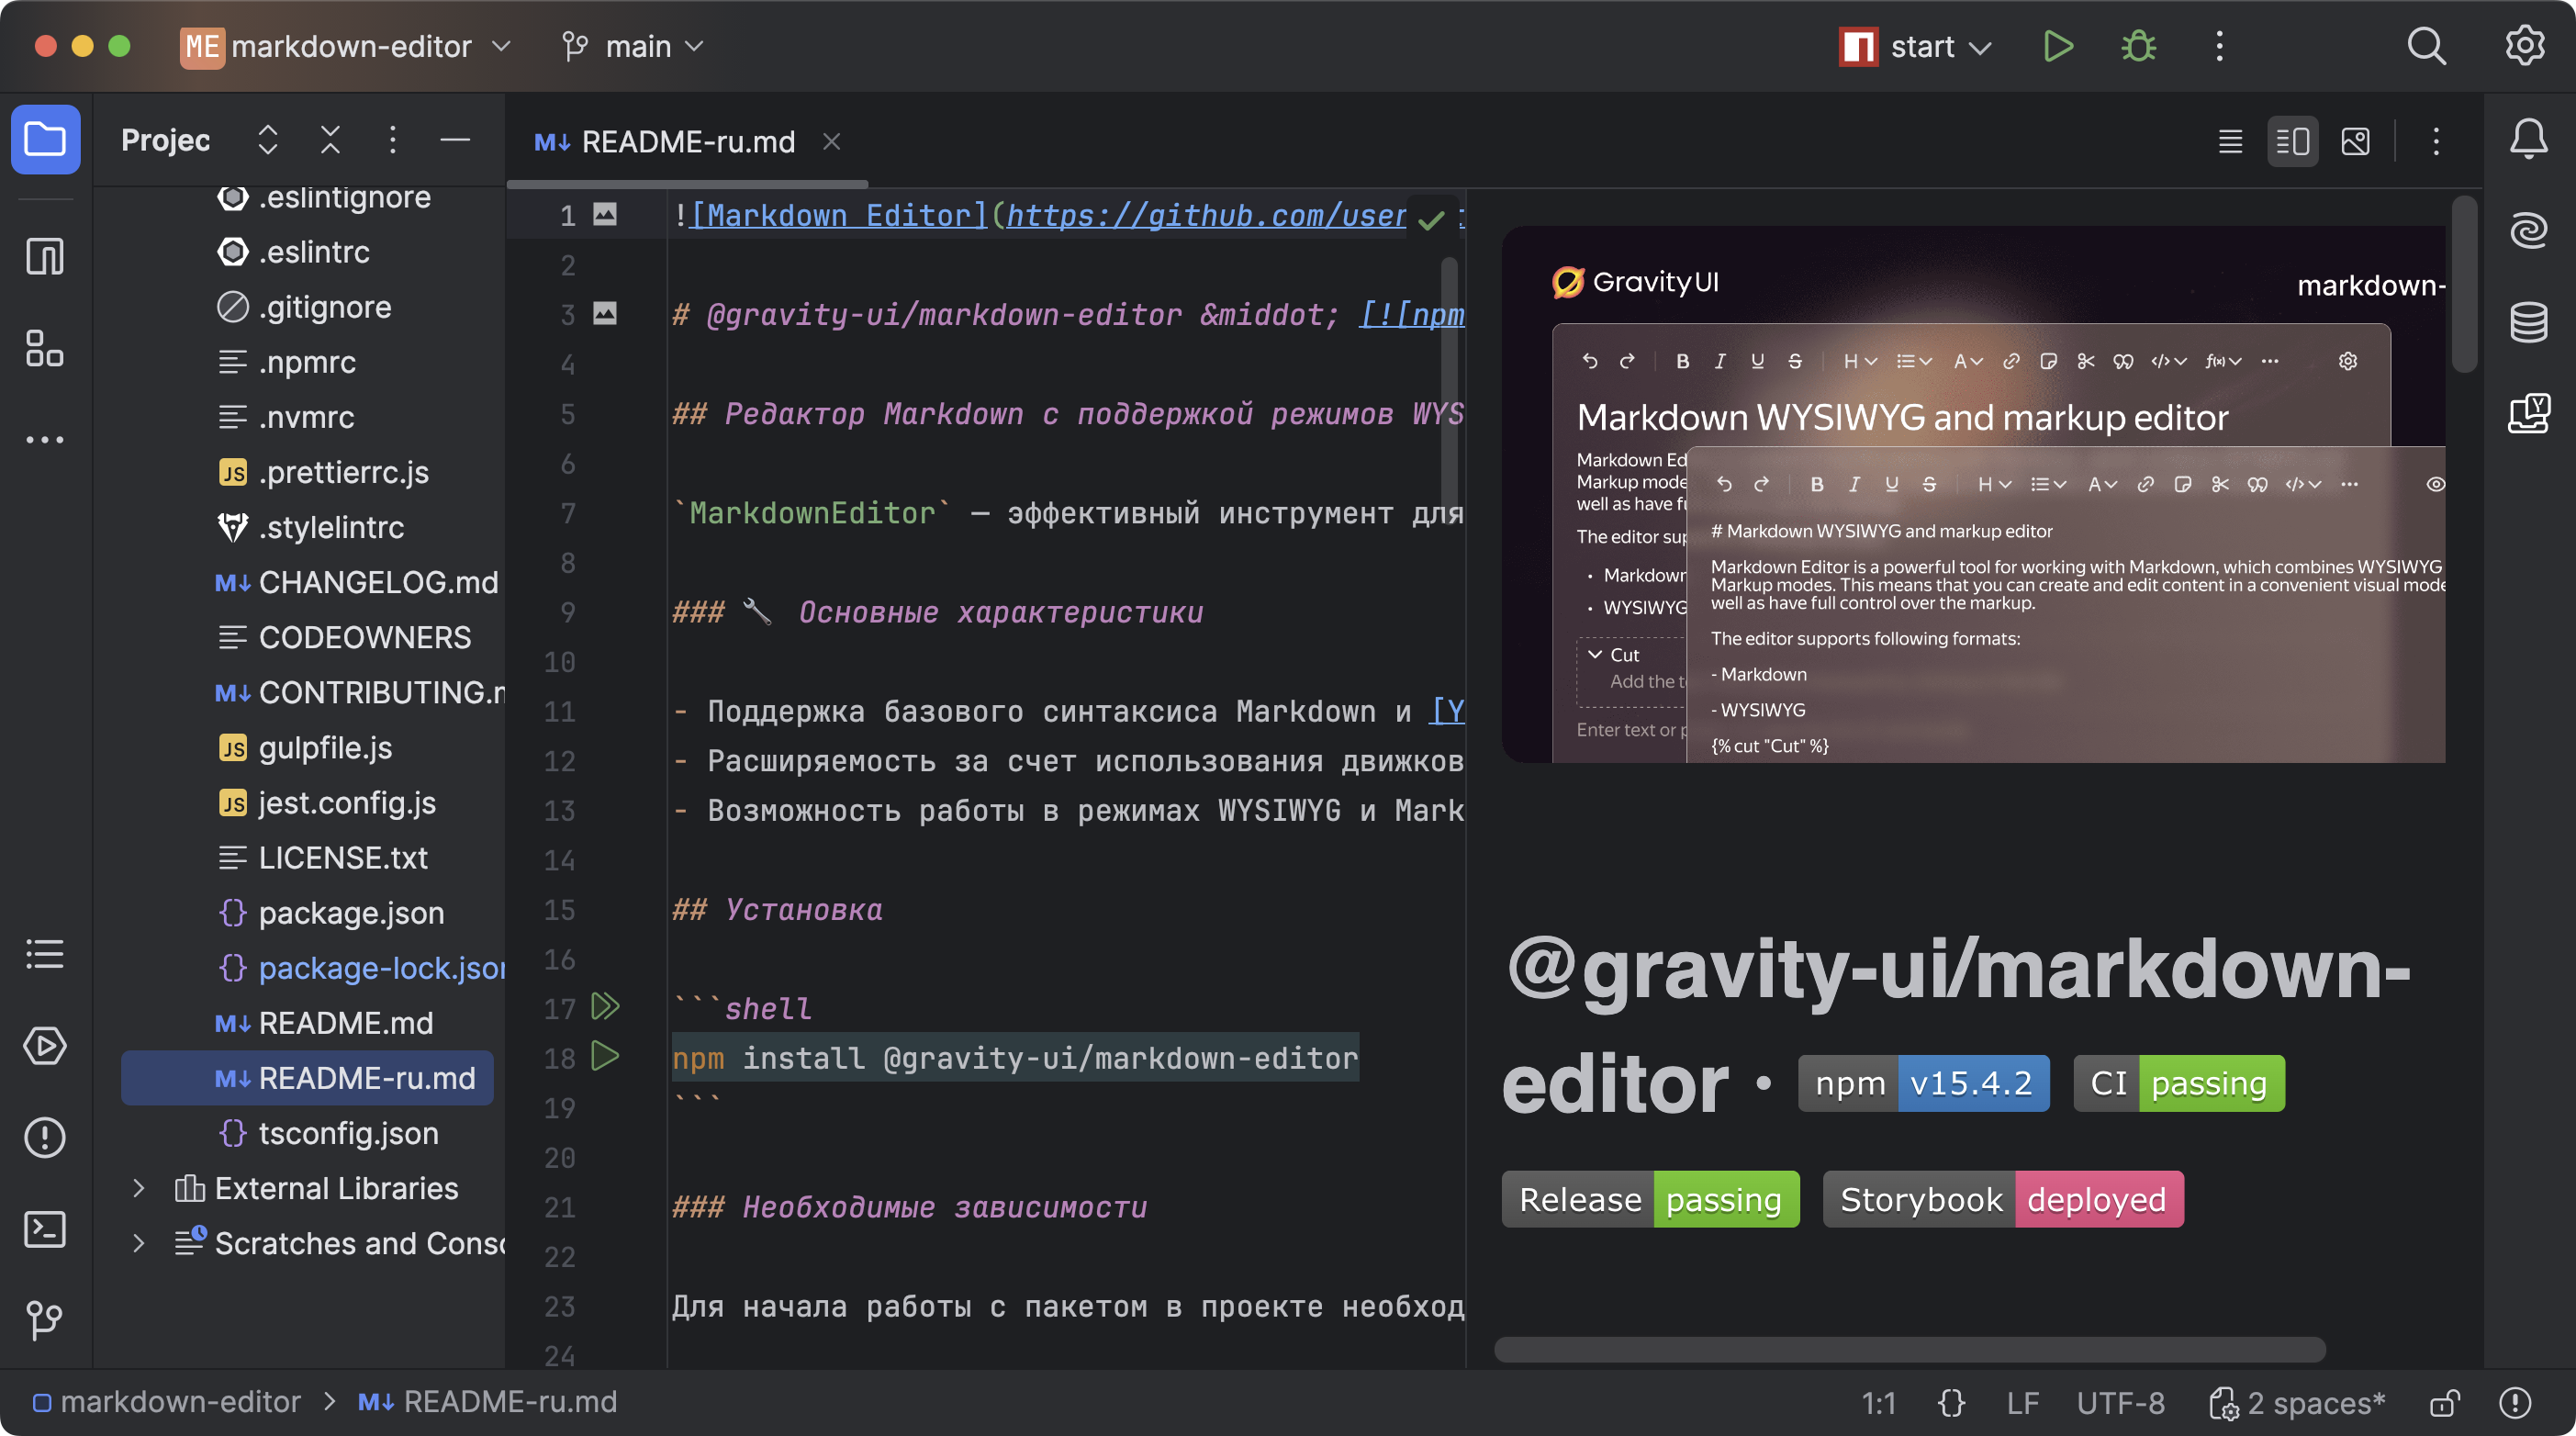 ME markdown-editor main start
Projec
.eslintignore
.eslintrc
.gitignore
.npmrc
.nvmrc
JS .prettierrc.js
.stylelintrc
M↓ CHANGELOG.md
CODEOWNERS
M↓ CONTRIBUTING.
JS gulpfile.js
JS jest.config.js
LICENSE.txt
{} package.json
{} package-lock.json
M↓ README.md
M↓ README-ru.md
{} tsconfig.json
External Libraries
Scratches and Conso
M↓ README-ru.md
1 ![Markdown Editor](https://github.com/user
2
3 # @gravity-ui/markdown-editor &middot; [![npm
4
5 ## Редактор Markdown с поддержкой режимов WYS
6
7 `MarkdownEditor` — эффективный инструмент для
8
9 ### 🔧 Основные характеристики
10
11 - Поддержка базового синтаксиса Markdown и [Y
12 - Расширяемость за счет использования движков
13 - Возможность работы в режимах WYSIWYG и Mark
14
15 ## Установка
16
17 ```shell
18 npm install @gravity-ui/markdown-editor
19 ```
20
21 ### Необходимые зависимости
22
23 Для начала работы с пакетом в проекте необход
24
Gravity UI markdown-
B I U S H A </> f(x) ···
Markdown WYSIWYG and markup editor
Markdown Ed
Markup mode
well as have fu
The editor sup
• Markdown
• WYSIWYG
Cut
Add the te
Enter text or p
B I U S H A </> ···
# Markdown WYSIWYG and markup editor
Markdown Editor is a powerful tool for working with Markdown, which combines WYSIWYG
Markup modes. This means that you can create and edit content in a convenient visual mode
well as have full control over the markup.
The editor supports following formats:
- Markdown
- WYSIWYG
{% cut "Cut" %}
@gravity-ui/markdown-
editor · npm v15.4.2 CI passing
Release passing Storybook deployed
markdown-editor > M↓ README-ru.md 1:1 {} LF UTF-8 2 spaces*